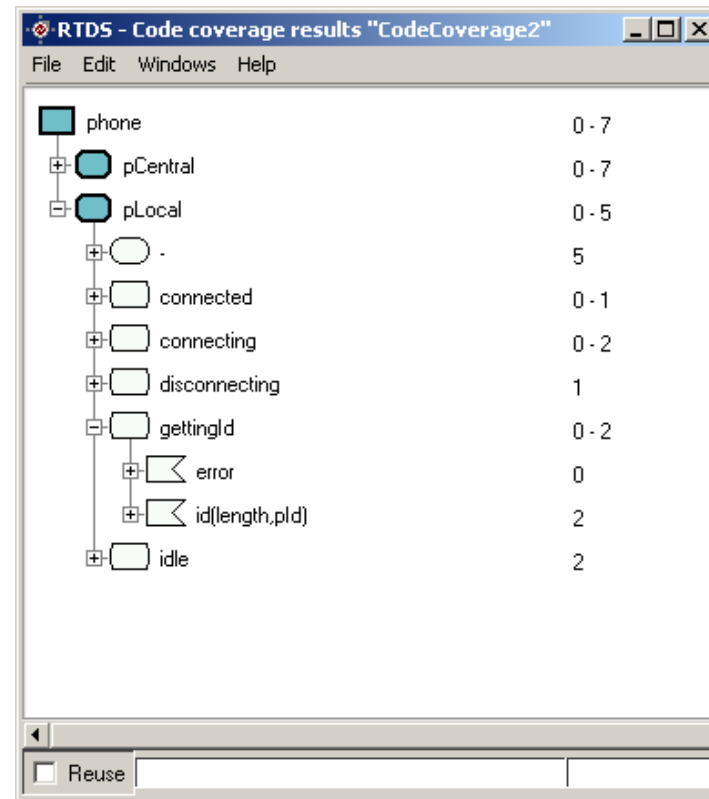 RTDS - Code coverage results "CodeCoverage2"
File Edit Windows Help
phone 0 - 7
pCentral 0 - 7
pLocal 0 - 5
- 5
connected 0 - 1
connecting 0 - 2
disconnecting 1
gettingId 0 - 2
error 0
id(length,pId) 2
idle 2
Reuse